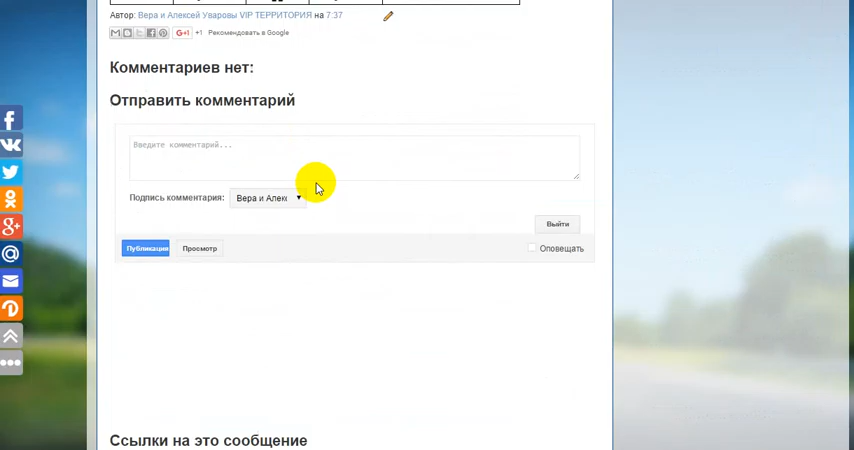 Автор: Вера и Алексей Уваровы VIP ТЕРРИТОРИЯ на 7:37
G+1 +1 Рекомендовать в Google
Комментариев нет:
Отправить комментарий
Введите комментарий...
Подпись комментария: Вера и Алек
Выйти
Публикация Просмотр Оповещать
Ссылки на это сообщение